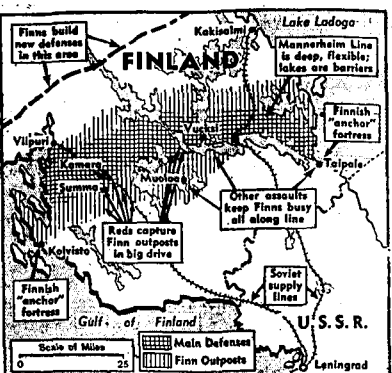 Finns build
new defenses
in this area
Kakisalmi
Lake Ladoga
FINLAND
Mannerheim Line
is deep, flexible;
lakes are barriers
Finnish
"anchor"
fortress
Taipale
Viipuri
Vuoksi
Kamara
Summa
Muolaa
Other assaults
keep Finns busy
all along line
Reds capture
Finn outposts
in big drive
Koivisto
Finnish
"anchor"
fortress
Soviet
supply
lines
Gulf of Finland
U.S.S.R.
Main Defenses
Finn Outposts
Scale of Miles
0 25
Leningrad